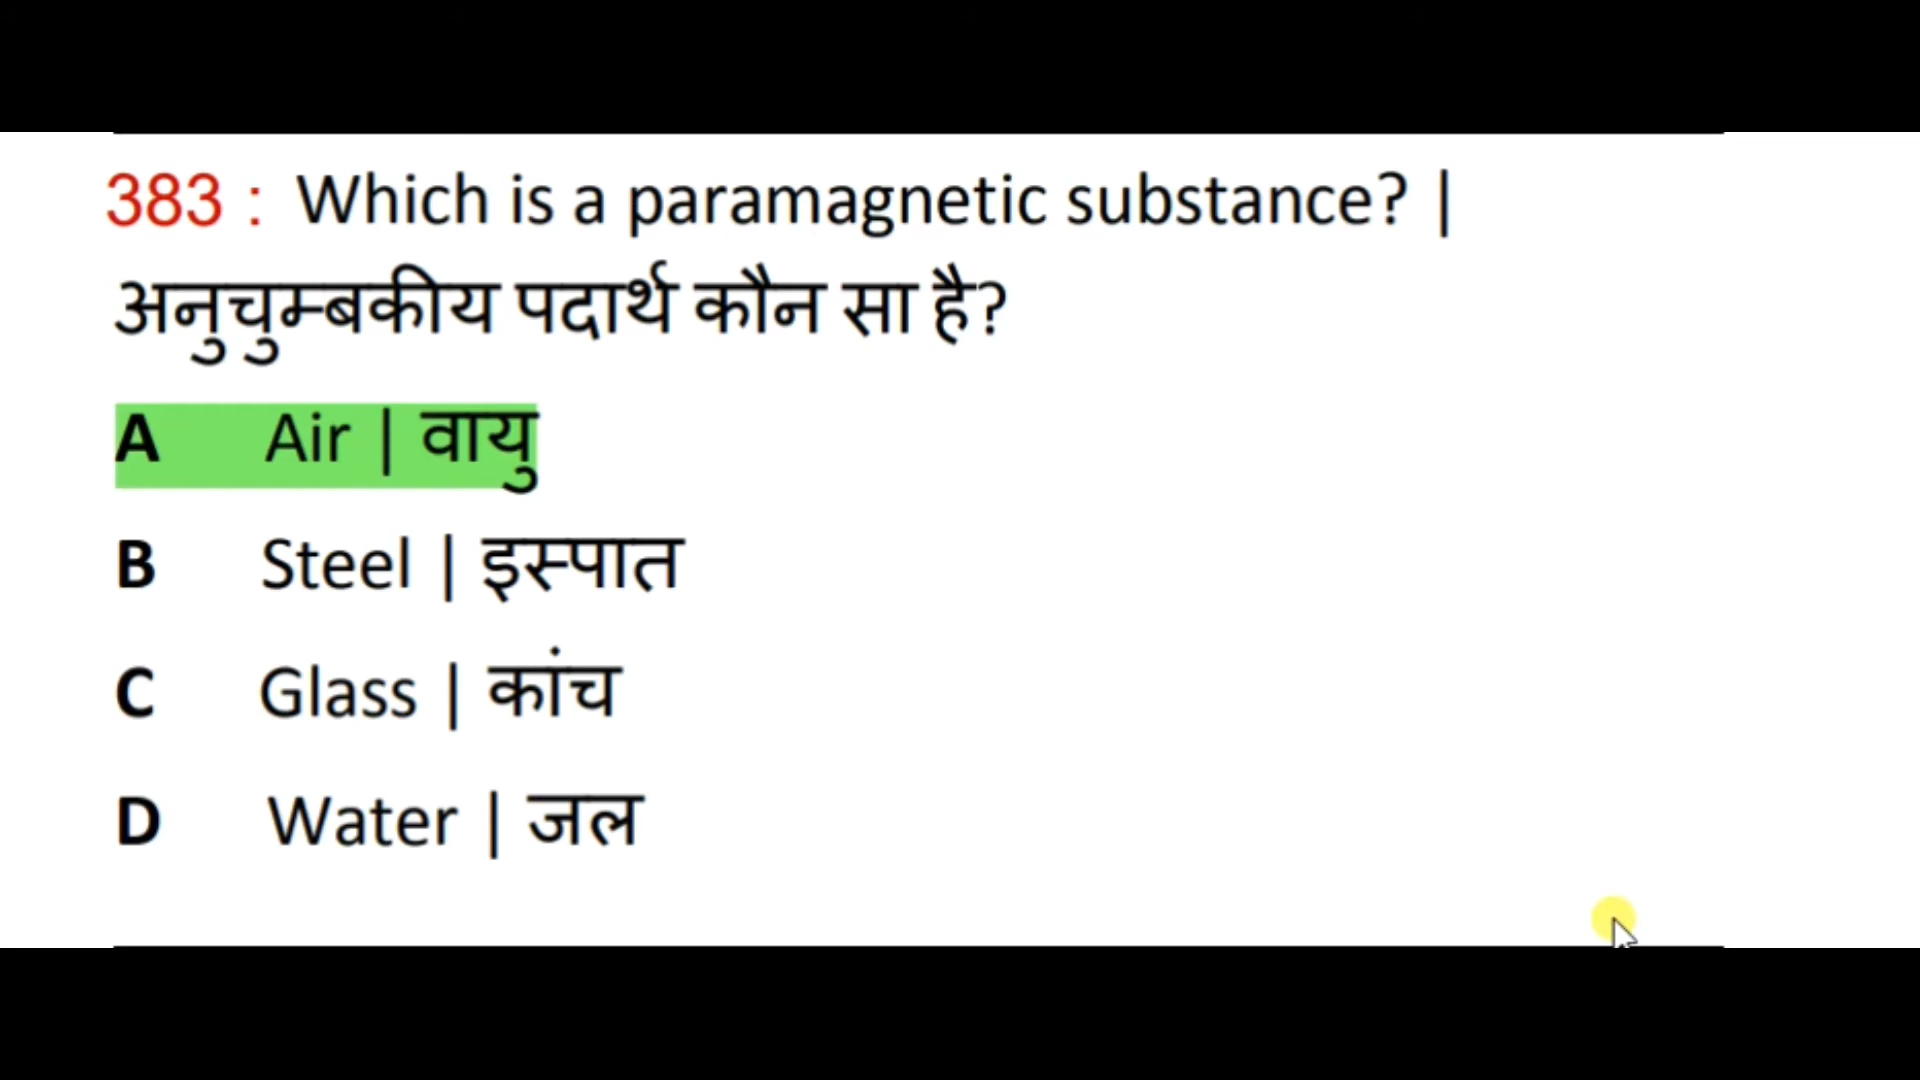 383 : Which is a paramagnetic substance? |
अनुचुम्बकीय पदार्थ कौन सा है?
A Air | वायु
B Steel | इस्पात
C Glass | कांच
D Water | जल